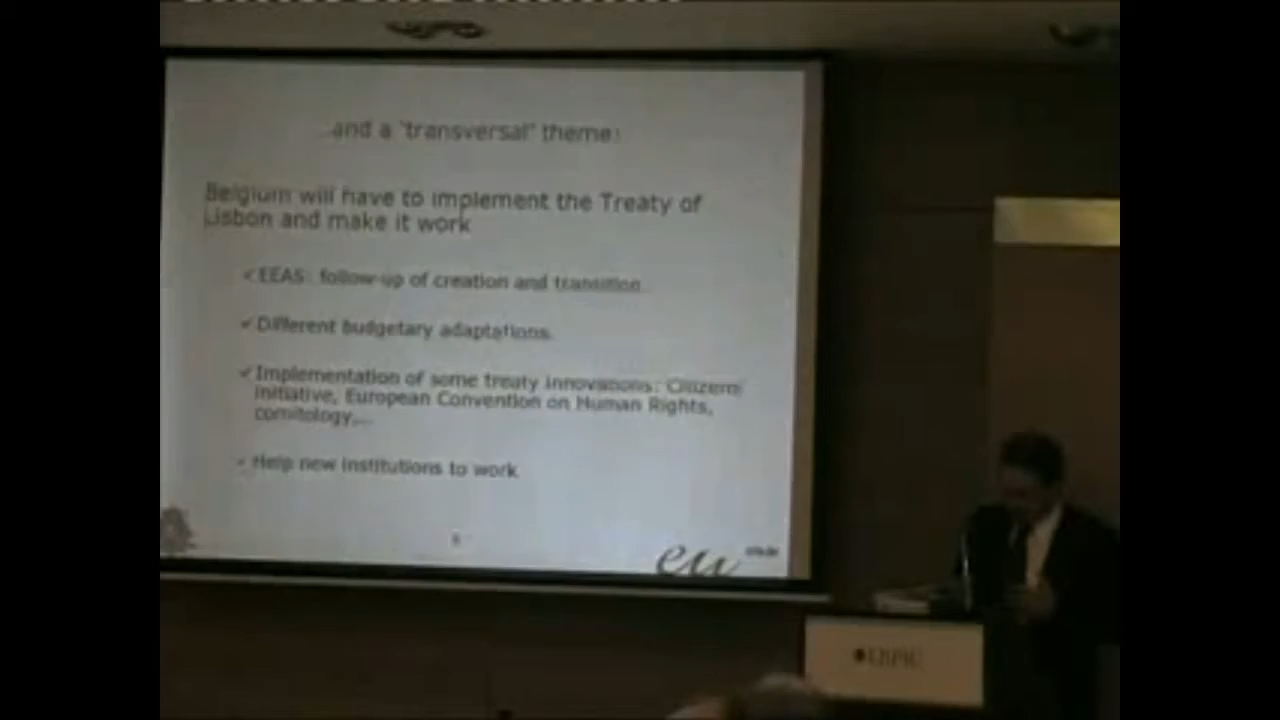 and a "transversal" theme:
Belgium will have to implement the Treaty of
Lisbon and make it work
✓EEAS: follow-up of creation and transition.
✓Different budgetary adaptations.
✓Implementation of some treaty innovations: Citizens'
Initiative, European Convention on Human Rights,
comitology,...
✓Help new institutions to work
eu